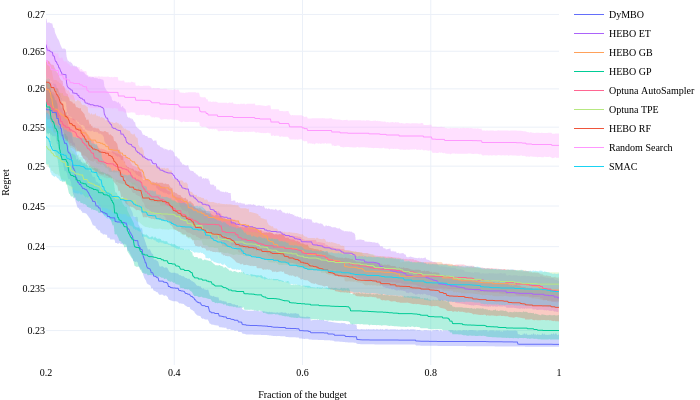 0.27
0.265
0.26
0.255
0.25
0.245
0.24
0.235
0.23
Regret
0.2
0.4
0.6
0.8
1
Fraction of the budget
DyMBO
HEBO ET
HEBO GB
HEBO GP
Optuna AutoSampler
Optuna TPE
HEBO RF
Random Search
SMAC